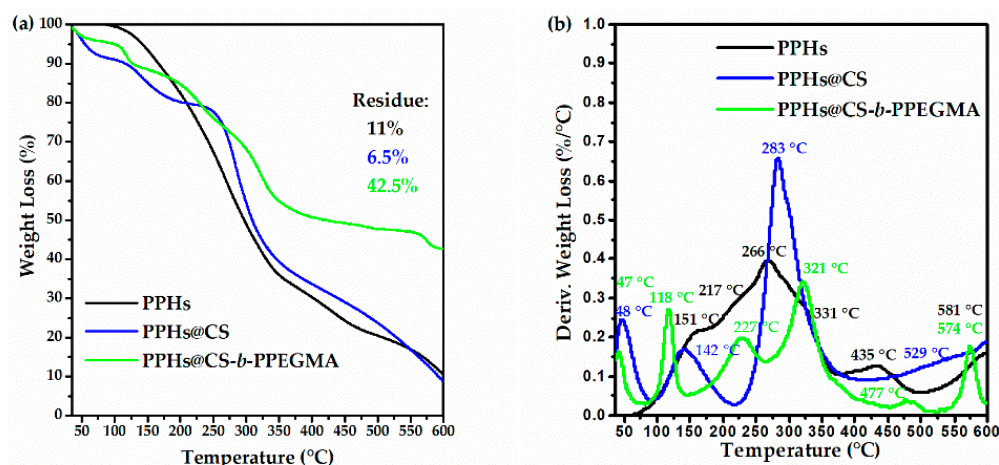 (a)
100
90
80
70
60
50
40
30
20
10
0
Weight Loss (%)
Residue:
11%
6.5%
42.5%
PPHs
PPHs@CS
PPHs@CS-b-PPEGMA
50 100 150 200 250 300 350 400 450 500 550 600
Temperature (°C)
(b)
1.0
0.9
0.8
0.7
0.6
0.5
0.4
0.3
0.2
0.1
0.0
Deriv. Weight Loss (%/°C)
PPHs
PPHs@CS
PPHs@CS-b-PPEGMA
283 °C
266 °C
321 °C
217 °C
47 °C
118 °C
48 °C
151 °C
227 °C
331 °C
581 °C
574 °C
142 °C
435 °C
529 °C
477 °C
50 100 150 200 250 300 350 400 450 500 550 600
Temperature (°C)